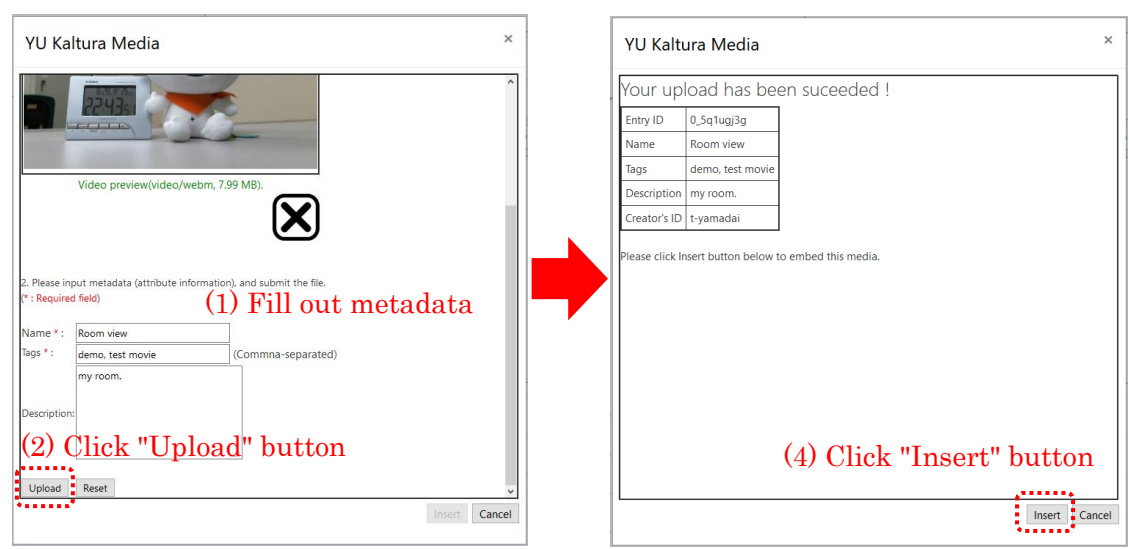 YU Kaltura Media
×
22:43
Video preview(video/webm, 7.99 MB).
2. Please input metadata (attribute information), and submit the file.
(* : Required field)
(1) Fill out metadata
Name * :
Room view
Tags * :
demo, test movie
(Commna-separated)
my room.
Description:
(2) Click "Upload" button
Upload
Reset
Insert
Cancel
YU Kaltura Media
×
Your upload has been suceeded !
Entry ID 0_5q1ugj3g
Name Room view
Tags demo, test movie
Description my room.
Creator's ID t-yamadai
Please click Insert button below to embed this media.
(4) Click "Insert" button
Insert
Cancel